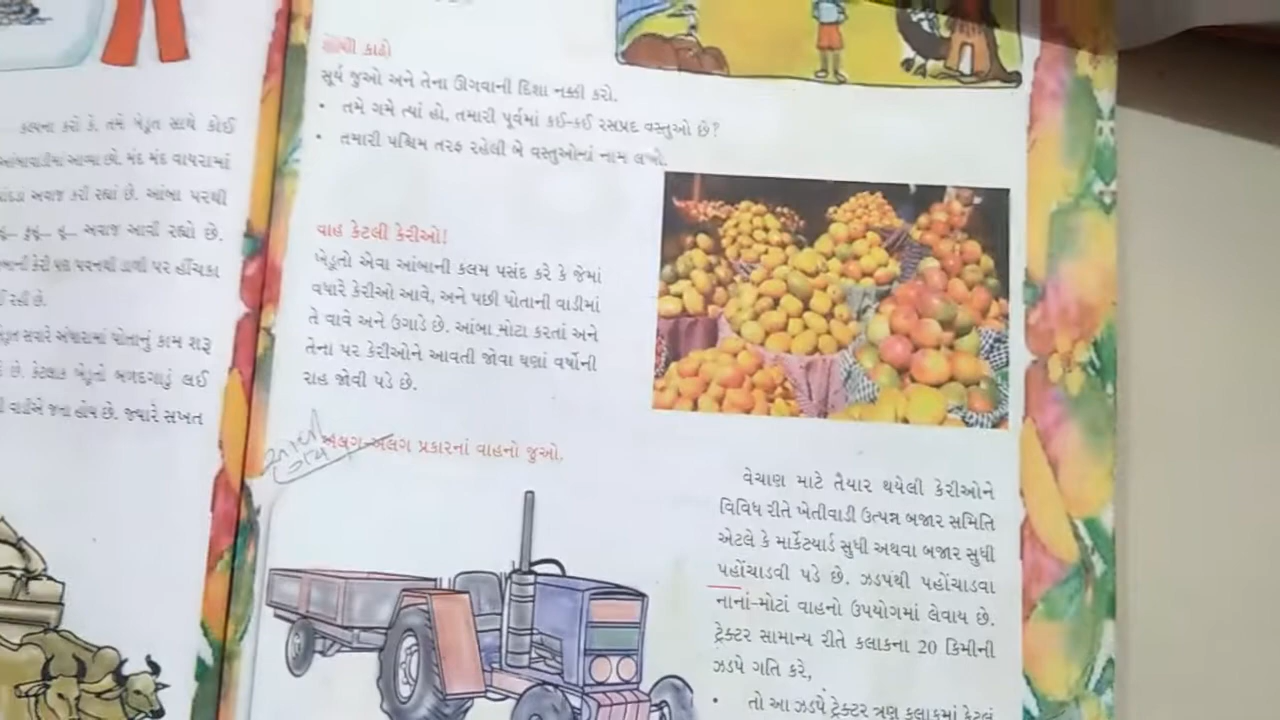 કલ્પના કરો કે, તમે ખેડૂત સાથે કોઈ
આંબાવાડીમાં આવ્યા છો. મંદ મંદ વાયરામાં
અવાજ કરી રહ્યાં છે. આંબા પરથી
કુહૂ... કૂ... અવાજ આવી રહ્યો છે.
કેરી પણ પવનથી ડાળી પર હીંચકા
રહી છે.
સવારે અંધારામાં પોતાનું કામ શરૂ
છે. કેટલાક ખેડૂતો બળદગાડું લઈ
વાડીએ જતા હોય છે. જ્યારે સખત
શોધી કાઢો
સૂર્ય જુઓ અને તેના ઊગવાની દિશા નક્કી કરો.
• તમે ગમે ત્યાં હો, તમારી પૂર્વમાં કઈ-કઈ રસપ્રદ વસ્તુઓ છે?
• તમારી પશ્ચિમ તરફ રહેલી બે વસ્તુઓનાં નામ લખો.
વાહ કેટલી કેરીઓ!
ખેડૂતો એવા આંબાની કલમ પસંદ કરે કે જેમાં
વધારે કેરીઓ આવે, અને પછી પોતાની વાડીમાં
તે વાવે અને ઉગાડે છે. આંબા મોટા કરતાં અને
તેના પર કેરીઓને આવતી જોવા ઘણાં વર્ષોની
રાહ જોવી પડે છે.
અલગ-અલગ પ્રકારનાં વાહનો જુઓ.
વેચાણ માટે તૈયાર થયેલી કેરીઓને
વિવિધ રીતે ખેતીવાડી ઉત્પન્ન બજાર સમિતિ
એટલે કે માર્કેટયાર્ડ સુધી અથવા બજાર સુધી
પહોંચાડવી પડે છે. ઝડપથી પહોંચાડવા
નાનાં-મોટાં વાહનો ઉપયોગમાં લેવાય છે.
ટ્રેક્ટર સામાન્ય રીતે કલાકના 20 કિમીની
ઝડપે ગતિ કરે,
• તો આ ઝડપે ટ્રેક્ટર ત્રણ કલાકમાં કેટલું